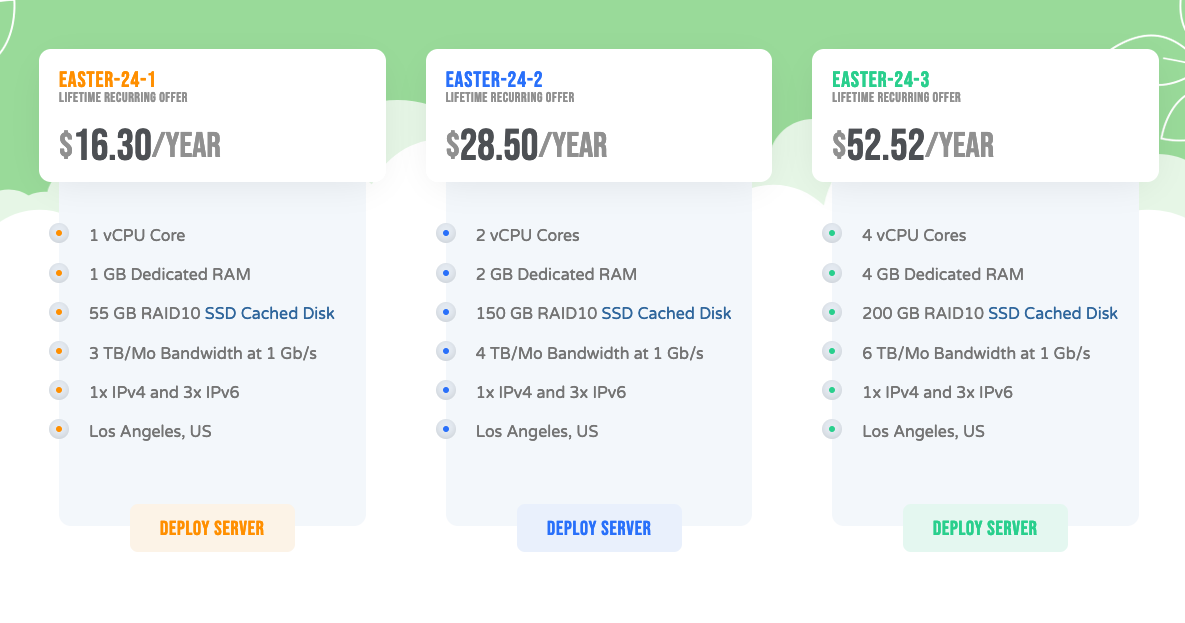 EASTER-24-1
LIFETIME RECURRING OFFER
$16.30/YEAR
1 vCPU Core
1 GB Dedicated RAM
55 GB RAID10 SSD Cached Disk
3 TB/Mo Bandwidth at 1 Gb/s
1x IPv4 and 3x IPv6
Los Angeles, US
DEPLOY SERVER
EASTER-24-2
LIFETIME RECURRING OFFER
$28.50/YEAR
2 vCPU Cores
2 GB Dedicated RAM
150 GB RAID10 SSD Cached Disk
4 TB/Mo Bandwidth at 1 Gb/s
1x IPv4 and 3x IPv6
Los Angeles, US
DEPLOY SERVER
EASTER-24-3
LIFETIME RECURRING OFFER
$52.52/YEAR
4 vCPU Cores
4 GB Dedicated RAM
200 GB RAID10 SSD Cached Disk
6 TB/Mo Bandwidth at 1 Gb/s
1x IPv4 and 3x IPv6
Los Angeles, US
DEPLOY SERVER